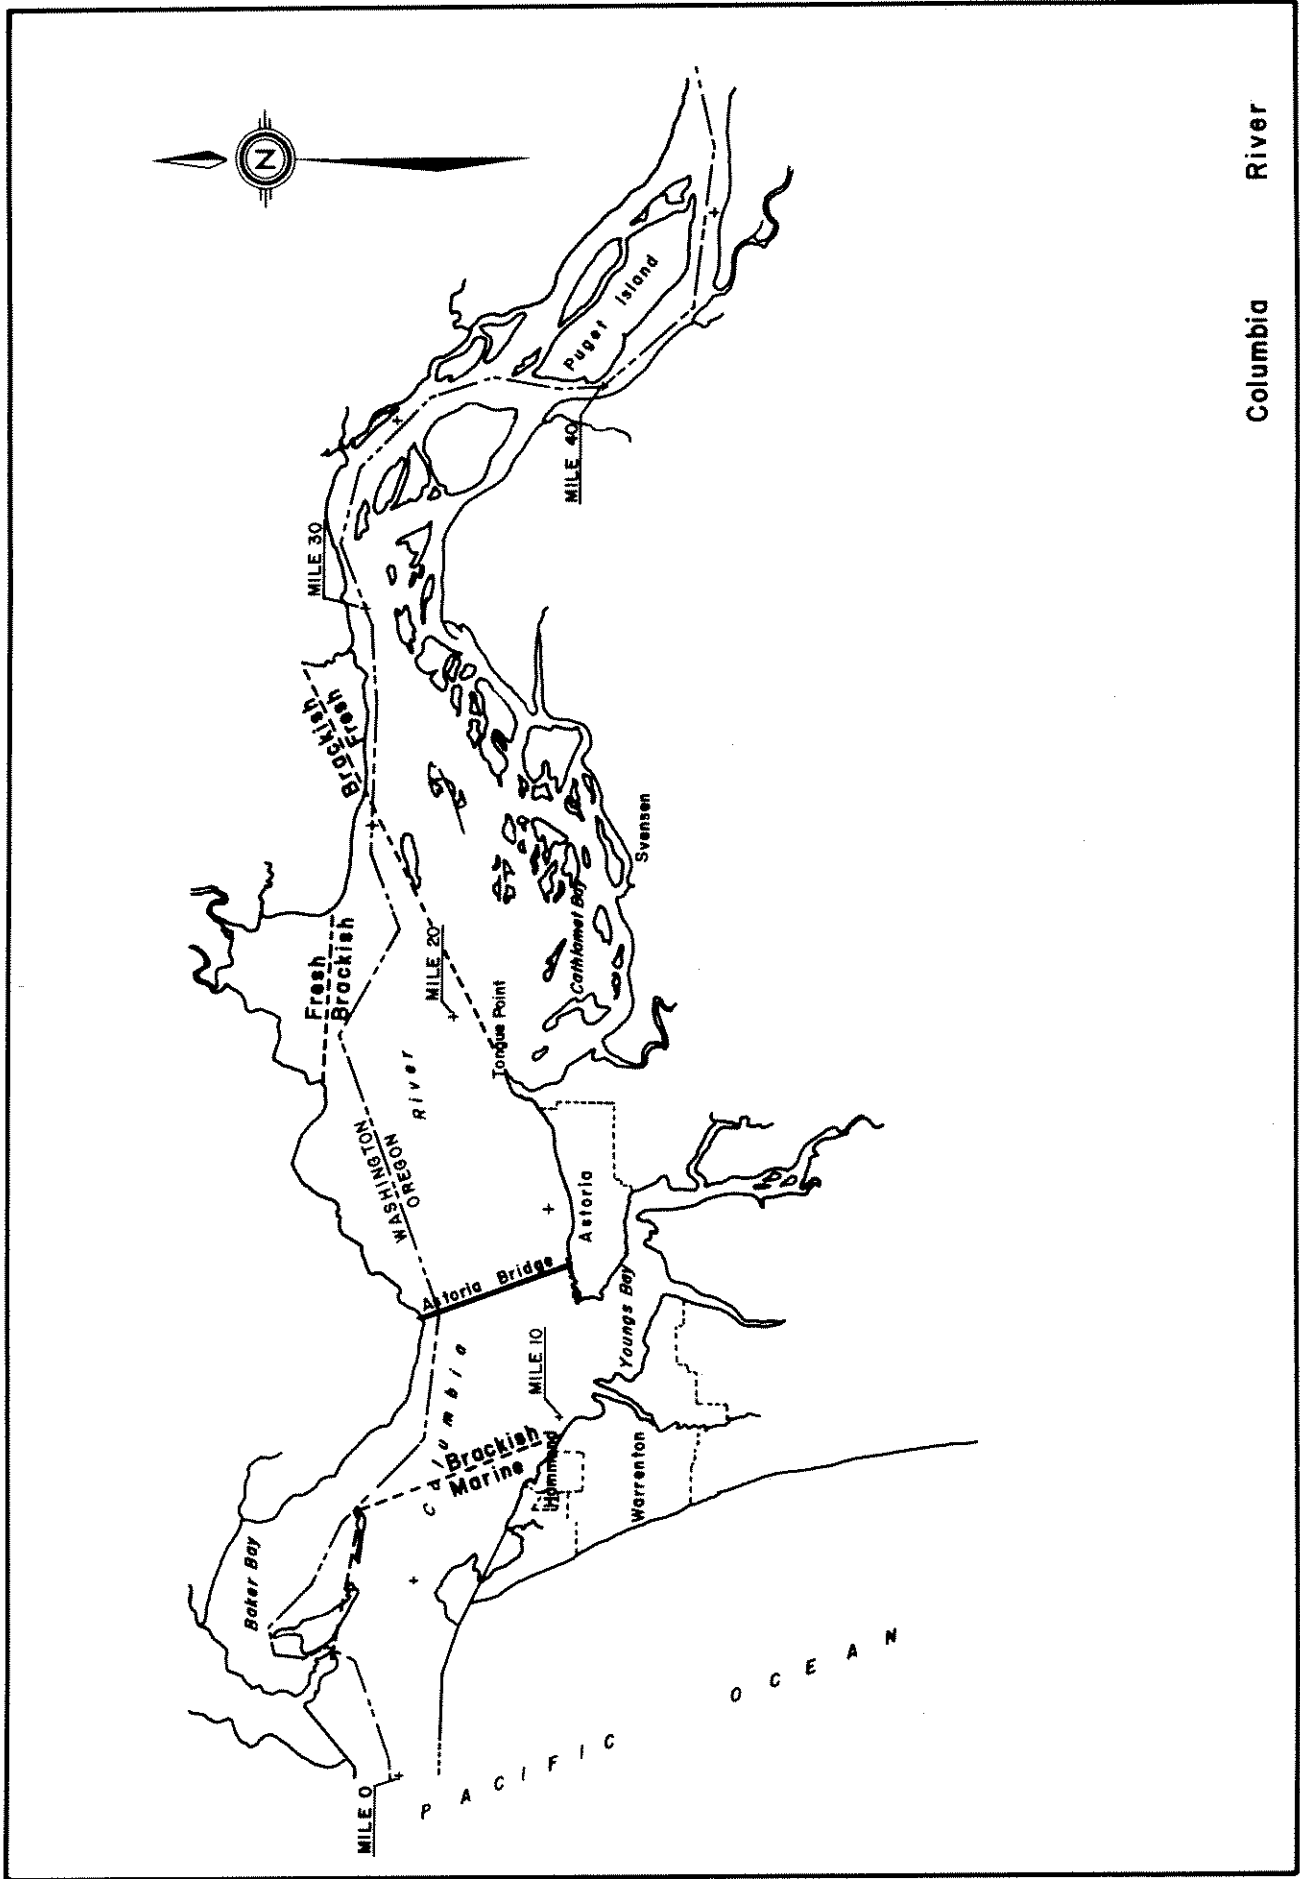 N
MILE 30
MILE 40
Puget Island
Brackish
Fresh
Fresh
Brackish
MILE 20
Tongue Point
Cathlamet Bay
Svensen
WASHINGTON
OREGON
River
Astoria Bridge
Astoria
Youngs Bay
Columbia
MILE 10
Brackish
Marine
Hammond
Warrenton
Baker Bay
MILE 0
PACIFIC OCEAN
Columbia River